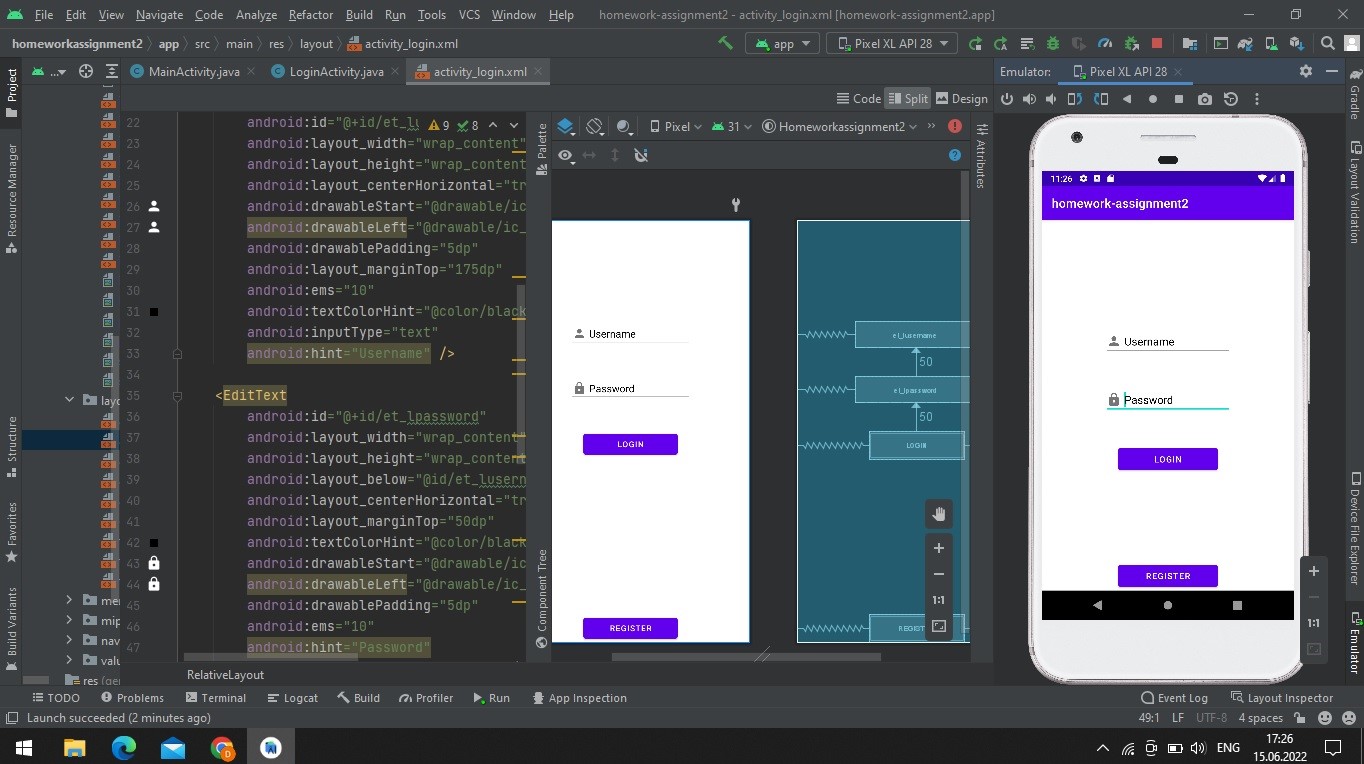 File Edit View Navigate Code Analyze Refactor Build Run Tools VCS Window Help homework-assignment2 - activity_login.xml [homework-assignment2.app]
homeworkassignment2 app src main res layout activity_login.xml app Pixel XL API 28
Project
Resource Manager
Structure
Favorites
Build Variants
...
MainActivity.java LoginActivity.java activity_login.xml
Code Split Design
layo
mer
mip
nav
valu
res (ge
9 8
22 android:id="@+id/et_lu
23 android:layout_width="wrap_content"
24 android:layout_height="wrap_content
25 android:layout_centerHorizontal="tr
26 android:drawableStart="@drawable/ic
27 android:drawableLeft="@drawable/ic_
28 android:drawablePadding="5dp"
29 android:layout_marginTop="175dp"
30 android:ems="10"
31 android:textColorHint="@color/black
32 android:inputType="text"
33 android:hint="Username" />
34
35 <EditText
36 android:id="@+id/et_lpassword"
37 android:layout_width="wrap_content"
38 android:layout_height="wrap_content
39 android:layout_below="@id/et_lusern
40 android:layout_centerHorizontal="tr
41 android:layout_marginTop="50dp"
42 android:textColorHint="@color/black
43 android:drawableStart="@drawable/ic
44 android:drawableLeft="@drawable/ic_
45 android:drawablePadding="5dp"
46 android:ems="10"
47 android:hint="Password"
RelativeLayout
Palette
Component Tree
Pixel 31 Homeworkassignment2
Attributes
Username
Password
LOGIN
REGISTER
et_lusername
50
et_lpassword
50
LOGIN
REGIST
1:1
Emulator: Pixel XL API 28
11:26
homework-assignment2
Username
Password
LOGIN
REGISTER
1:1
Gradle
Layout Validation
Device File Explorer
Emulator
TODO Problems Terminal Logcat Build Profiler Run App Inspection Event Log Layout Inspector
Launch succeeded (2 minutes ago) 49:1 LF UTF-8 4 spaces
D
ENG
17:26
15.06.2022